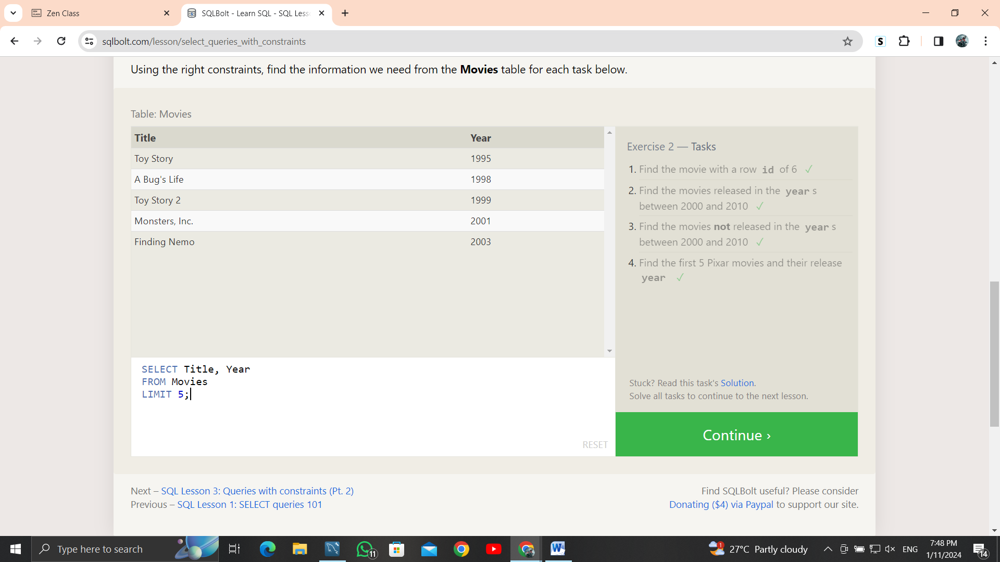 Zen Class
SQLBolt - Learn SQL - SQL Less
sqlbolt.com/lesson/select_queries_with_constraints
S
Using the right constraints, find the information we need from the Movies table for each task below.
Table: Movies
Title Year
Toy Story 1995
A Bug's Life 1998
Toy Story 2 1999
Monsters, Inc. 2001
Finding Nemo 2003
Exercise 2 — Tasks
1. Find the movie with a row id of 6 ✓
2. Find the movies released in the year s
between 2000 and 2010 ✓
3. Find the movies not released in the year s
between 2000 and 2010 ✓
4. Find the first 5 Pixar movies and their release
year ✓
SELECT Title, Year
FROM Movies
LIMIT 5;
RESET
Stuck? Read this task's Solution.
Solve all tasks to continue to the next lesson.
Continue ›
Next – SQL Lesson 3: Queries with constraints (Pt. 2)
Previous – SQL Lesson 1: SELECT queries 101
Find SQLBolt useful? Please consider
Donating ($4) via Paypal to support our site.
Type here to search
11
W
1
27°C Partly cloudy
ENG
7:48 PM
1/11/2024
14